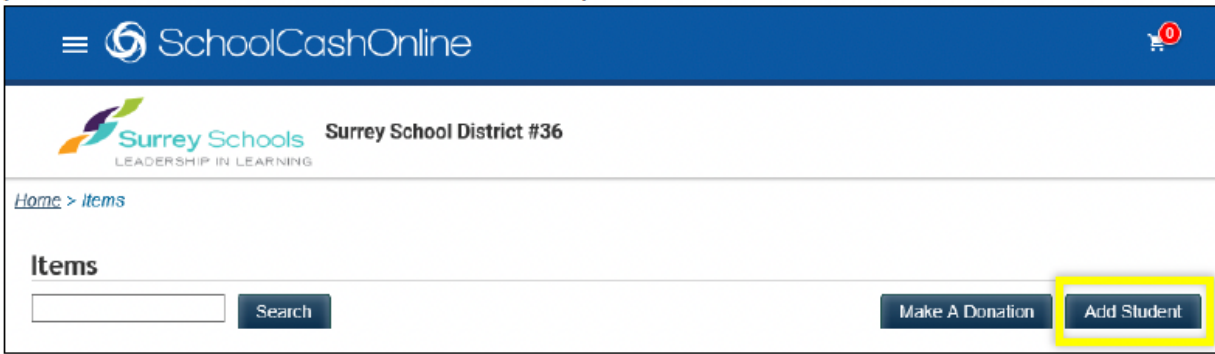 SchoolCashOnline
0
Surrey Schools
LEADERSHIP IN LEARNING
Surrey School District #36
Home > Items
Items
Search
Make A Donation
Add Student